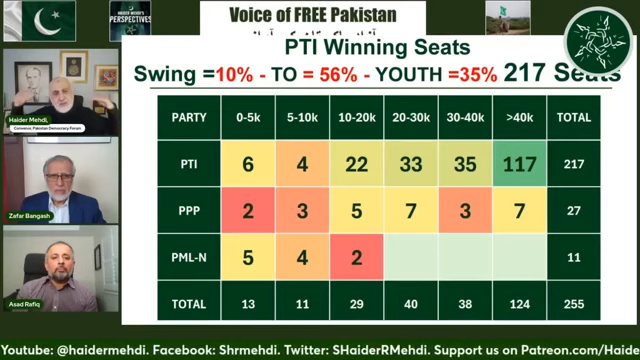 HAIDER MEHDI'S
PERSPECTIVES
Voice of FREE Pakistan
PTI Winning Seats
Swing =10% - TO = 56% - YOUTH =35% 217 Seats
PARTY 0-5k 5-10k 10-20k 20-30k 30-40k >40k TOTAL
PTI 6 4 22 33 35 117 217
PPP 2 3 5 7 3 7 27
PML-N 5 4 2 11
TOTAL 13 11 29 40 38 124 255
Haider Mehdi,
Convenor, Pakistan Democracy Forum
Zafar Bangash
Asad Rafiq
Youtube: @haidermehdi. Facebook: Shrmehdi. Twitter: SHaiderRMehdi. Support us on Patreon.com/Haide